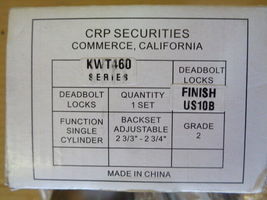 CRP SECURITIES
COMMERCE, CALIFORNIA
KWT460
SERIES
DEADBOLT
LOCKS
DEADBOLT
LOCKS
QUANTITY
1 SET
FINISH
US10B
FUNCTION
SINGLE
CYLINDER
BACKSET
ADJUSTABLE
2 3/3" - 2 3/4"
GRADE
2
MADE IN CHINA